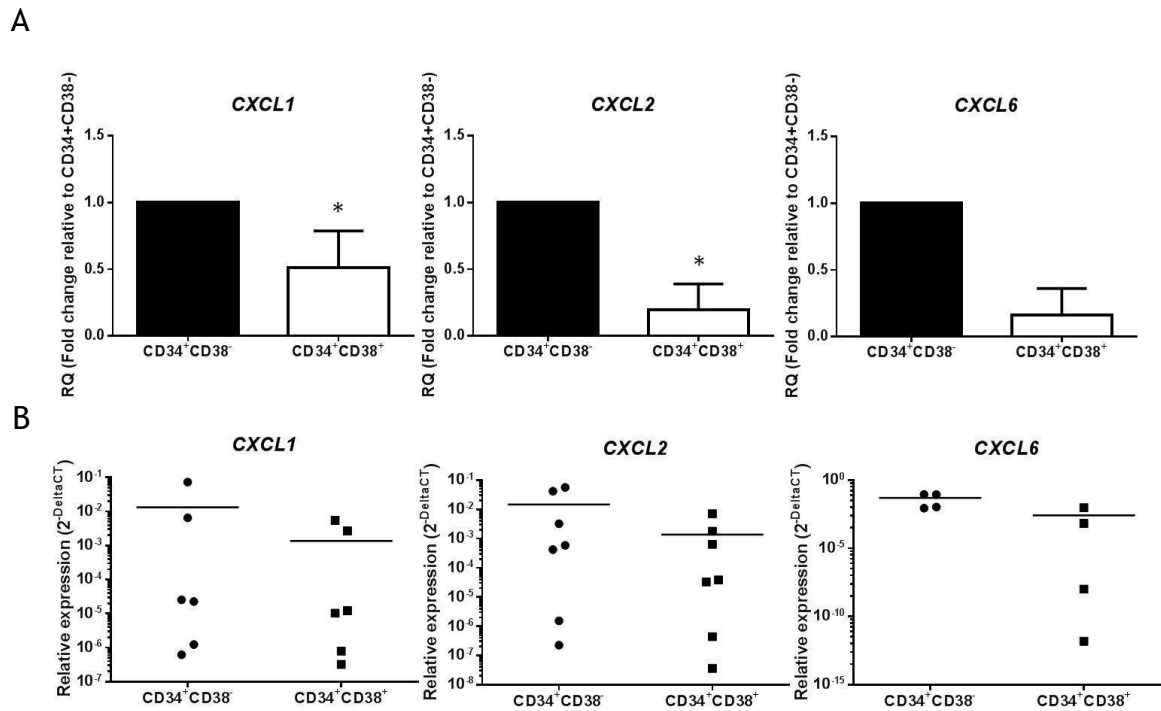 A
CXCL1
RQ (Fold change relative to CD34+CD38-)
1.5
1.0
0.5
0.0
*
CD34⁺CD38⁻
CD34⁺CD38⁺
CXCL2
RQ (Fold change relative to CD34+CD38-)
1.5
1.0
0.5
0.0
*
CD34⁺CD38⁻
CD34⁺CD38⁺
CXCL6
RQ (Fold change relative to CD34+CD38-)
1.5
1.0
0.5
0.0
CD34⁺CD38⁻
CD34⁺CD38⁺
B
CXCL1
Relative expression (2⁻ᴰᵉˡᵗᵃᶜᵀ)
10⁻¹
10⁻²
10⁻³
10⁻⁴
10⁻⁵
10⁻⁶
10⁻⁷
CD34⁺CD38⁻
CD34⁺CD38⁺
CXCL2
Relative expression (2⁻ᴰᵉˡᵗᵃᶜᵀ)
10⁻¹
10⁻²
10⁻³
10⁻⁴
10⁻⁵
10⁻⁶
10⁻⁷
10⁻⁸
CD34⁺CD38⁻
CD34⁺CD38⁺
CXCL6
Relative expression (2⁻ᴰᵉˡᵗᵃᶜᵀ)
10⁰
10⁻⁵
10⁻¹⁰
10⁻¹⁵
CD34⁺CD38⁻
CD34⁺CD38⁺